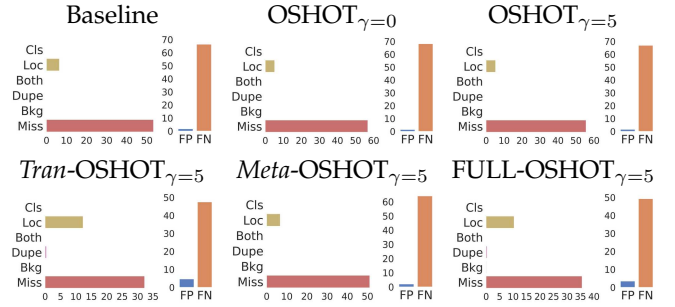 Baseline
Cls
Loc
Both
Dupe
Bkg
Miss
0 10 20 30 40 50
70
60
50
40
30
20
10
0
FP FN
OSHOTγ=0
Cls
Loc
Both
Dupe
Bkg
Miss
0 10 20 30 40 50 60
70
60
50
40
30
20
10
0
FP FN
OSHOTγ=5
Cls
Loc
Both
Dupe
Bkg
Miss
0 10 20 30 40 50 60
70
60
50
40
30
20
10
0
FP FN
Tran-OSHOTγ=5
Cls
Loc
Both
Dupe
Bkg
Miss
0 5 10 15 20 25 30 35
50
40
30
20
10
0
FP FN
Meta-OSHOTγ=5
Cls
Loc
Both
Dupe
Bkg
Miss
0 10 20 30 40 50
60
50
40
30
20
10
0
FP FN
FULL-OSHOTγ=5
Cls
Loc
Both
Dupe
Bkg
Miss
0 5 10 15 20 25 30 35 40
50
40
30
20
10
0
FP FN